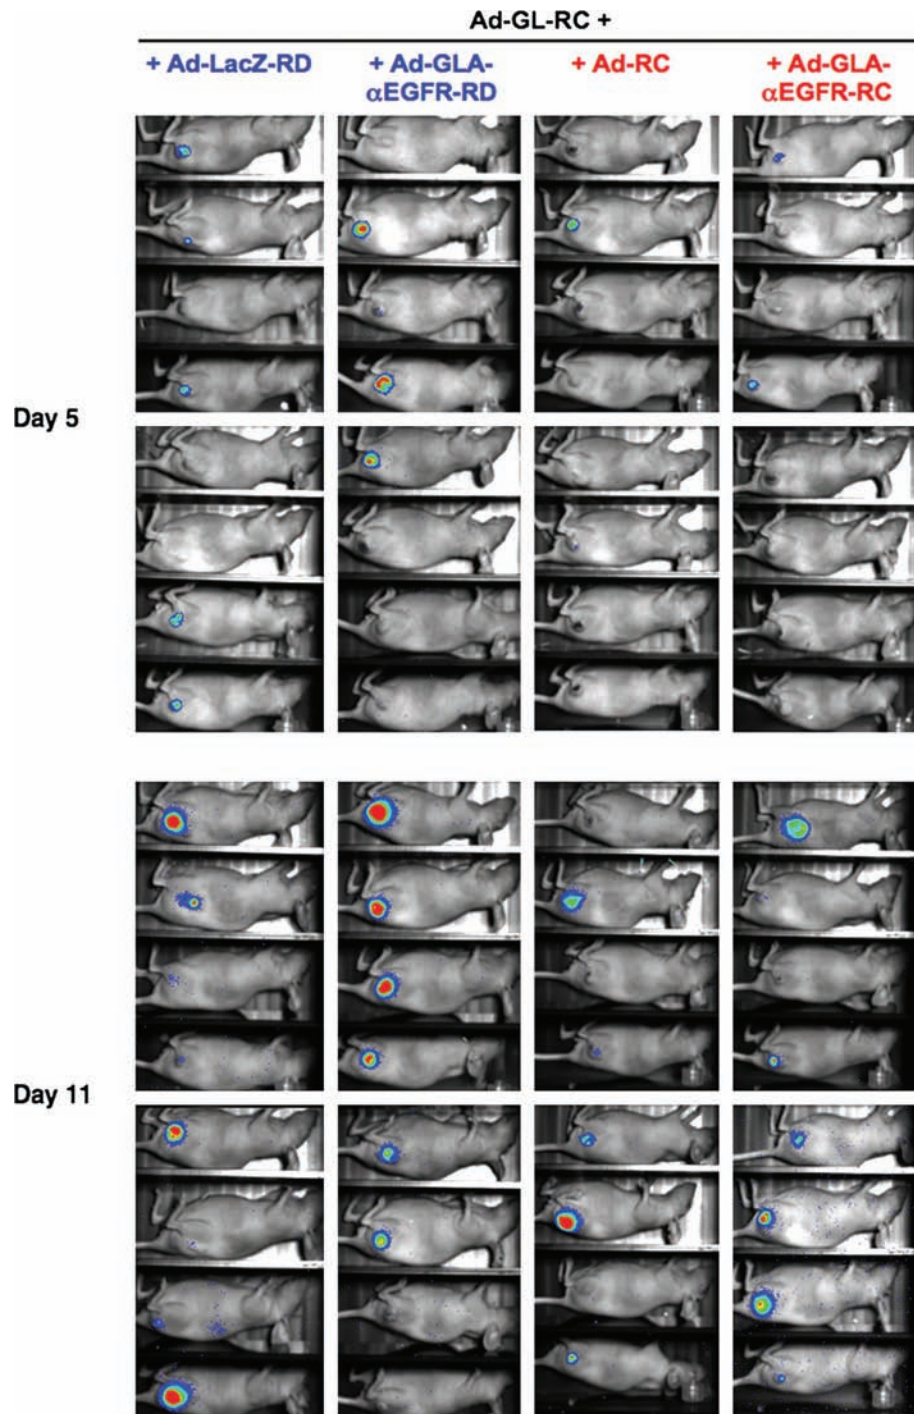 Ad-GL-RC +
+ Ad-LacZ-RD
+ Ad-GLA-
αEGFR-RD
+ Ad-RC
+ Ad-GLA-
αEGFR-RC
Day 5
Day 11